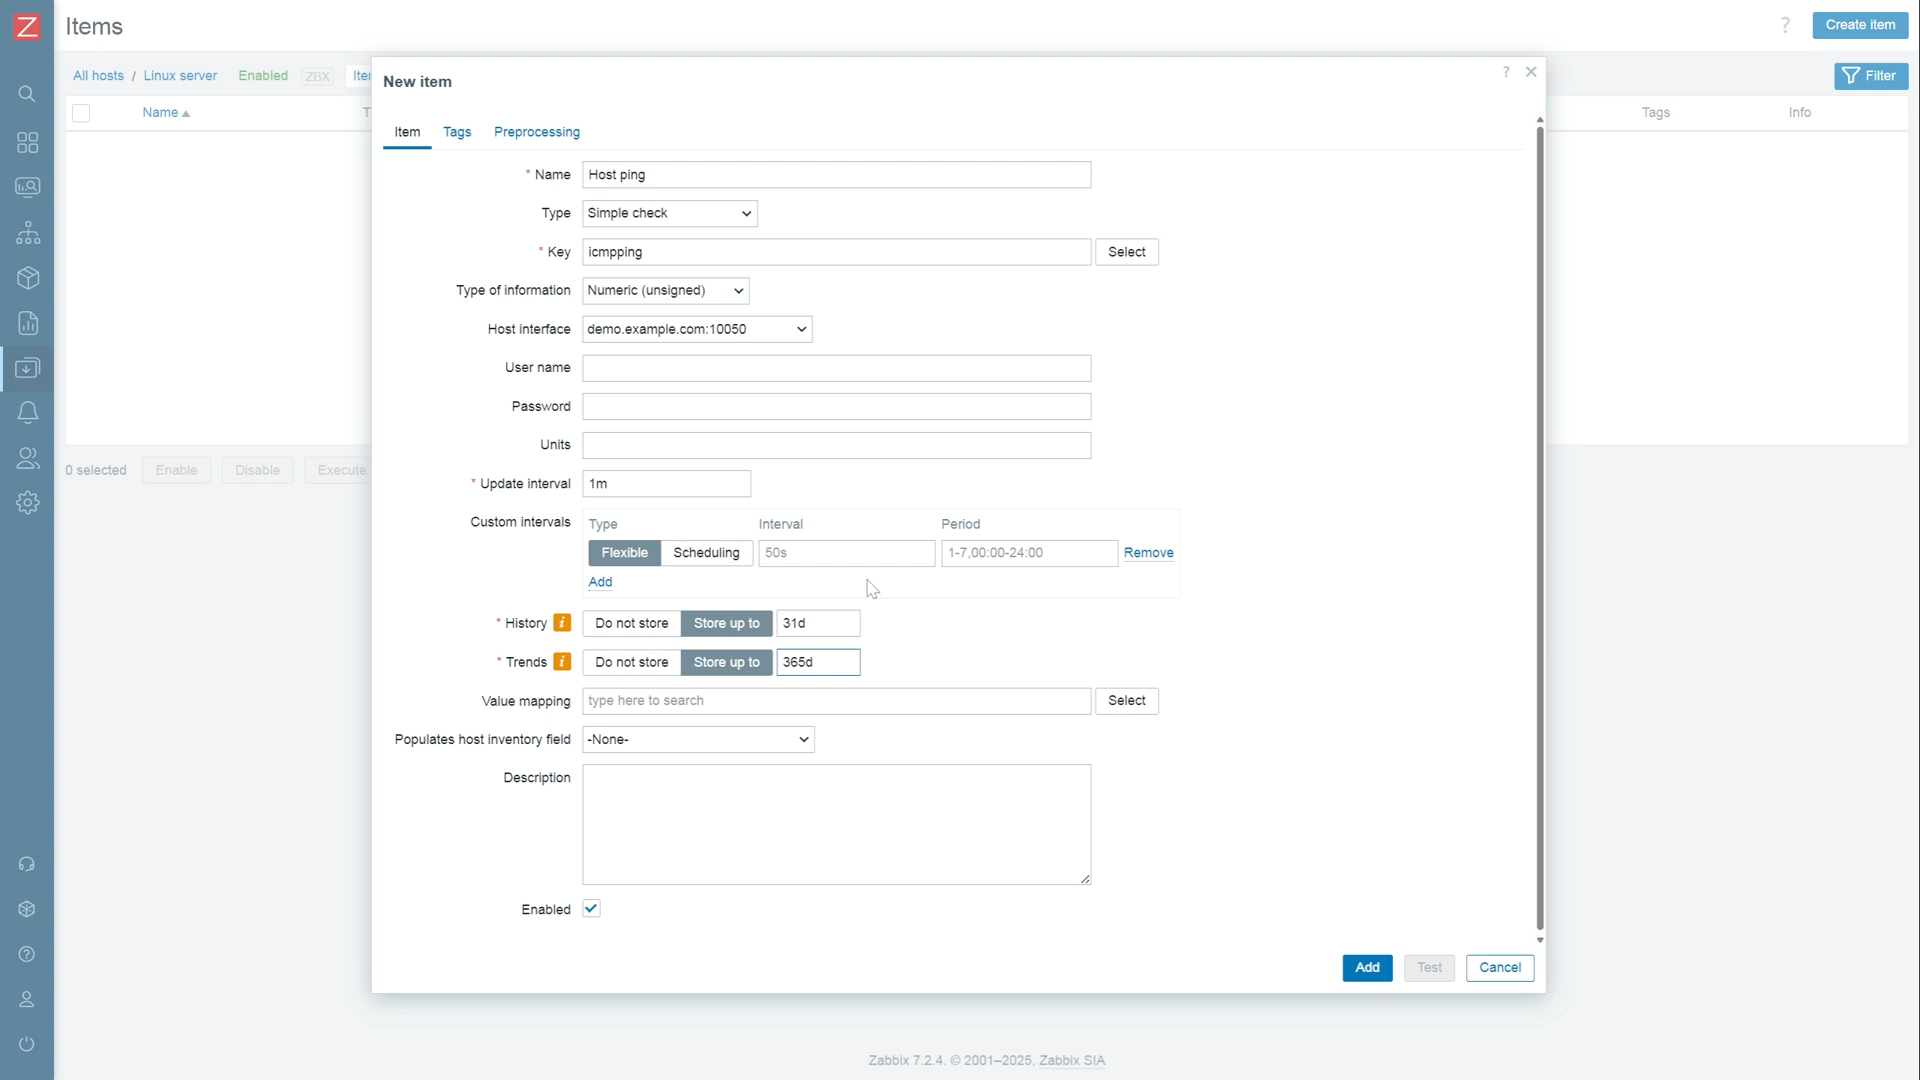 Z
Items
?
Create item
All hosts / Linux server Enabled ZBX
Filter
Name
Tags
Info
0 selected
Enable
Disable
Execute
New item
?
Item
Tags
Preprocessing
* Name
Host ping
Type
Simple check
* Key
icmpping
Select
Type of information
Numeric (unsigned)
Host interface
demo.example.com:10050
User name
Password
Units
* Update interval
1m
Custom intervals
Type
Interval
Period
Flexible
Scheduling
50s
1-7,00:00-24:00
Remove
Add
* History i
Do not store
Store up to
31d
* Trends i
Do not store
Store up to
365d
Value mapping
type here to search
Select
Populates host inventory field
-None-
Description
Enabled
Add
Test
Cancel
Zabbix 7.2.4. © 2001–2025, Zabbix SIA